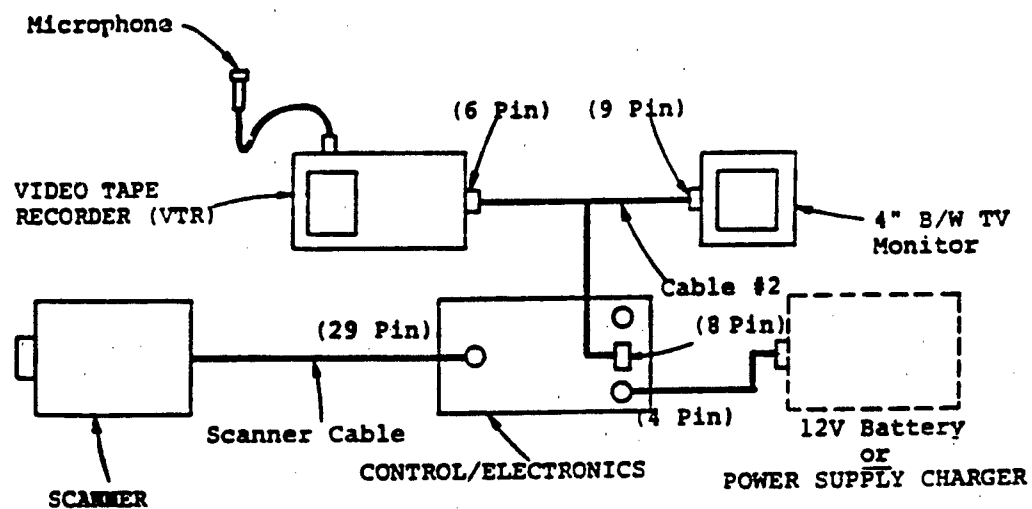 Microphone
(6 Pin)
(9 Pin)
VIDEO TAPE
RECORDER (VTR)
4" B/W TV
Monitor
Cable #2
(8 Pin)
(29 Pin)
(4 Pin)
Scanner Cable
12V Battery
or
POWER SUPPLY CHARGER
CONTROL/ELECTRONICS
SCANNER